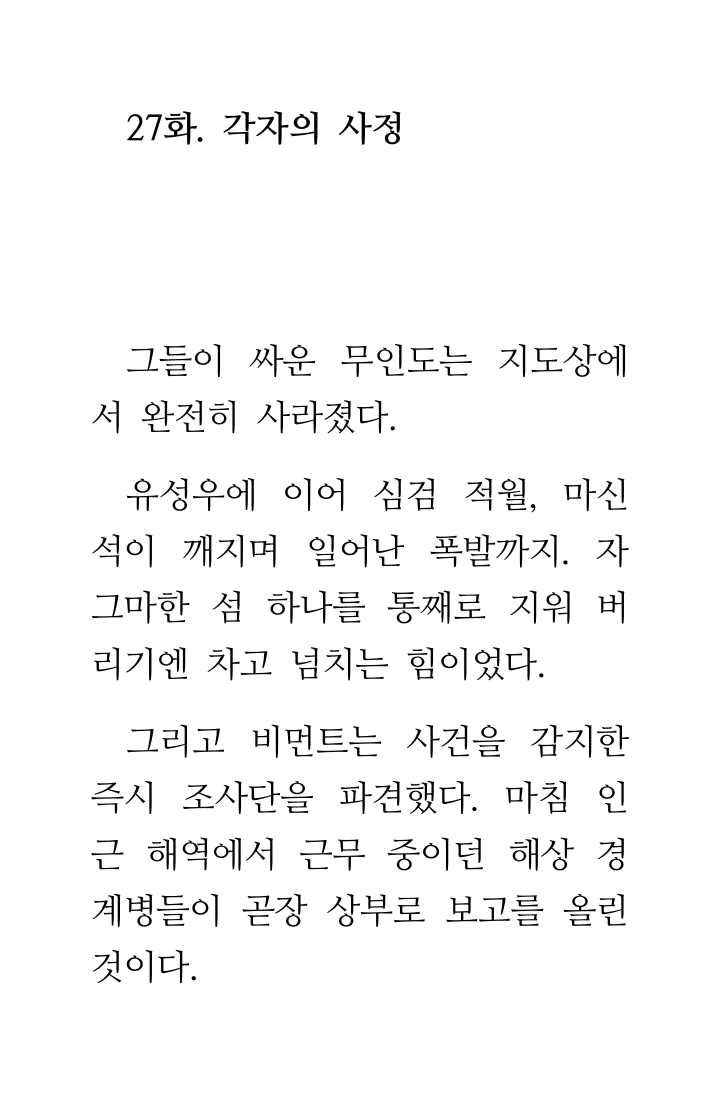 27화. 각자의 사정
그들이 싸운 무인도는 지도상에
서 완전히 사라졌다.
유성우에 이어 심검 적월, 마신
석이 깨지며 일어난 폭발까지. 자
그마한 섬 하나를 통째로 지워 버
리기엔 차고 넘치는 힘이었다.
그리고 비먼트는 사건을 감지한
즉시 조사단을 파견했다. 마침 인
근 해역에서 근무 중이던 해상 경
계병들이 곧장 상부로 보고를 올린
것이다.